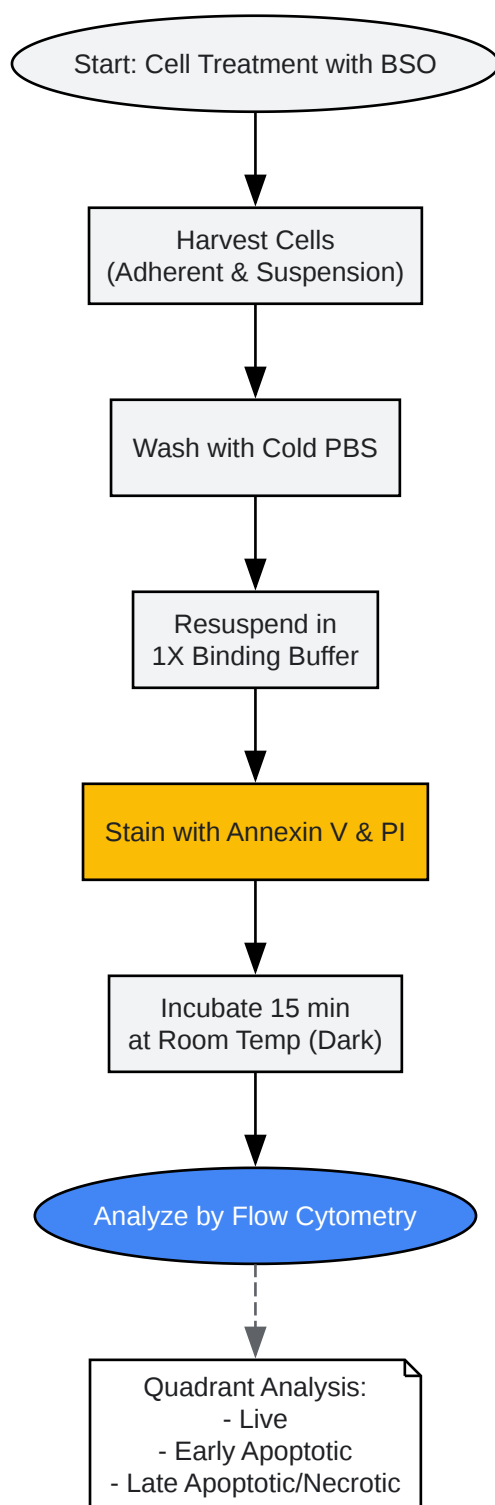 Start: Cell Treatment with BSO
Harvest Cells
(Adherent & Suspension)
Wash with Cold PBS
Resuspend in
1X Binding Buffer
Stain with Annexin V & PI
Incubate 15 min
at Room Temp (Dark)
Analyze by Flow Cytometry
Quadrant Analysis:
- Live
- Early Apoptotic
- Late Apoptotic/Necrotic